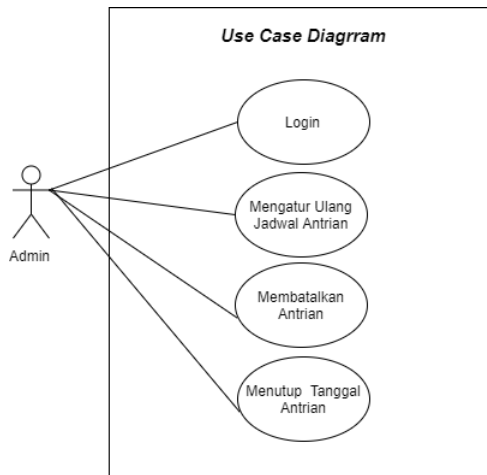 Use Case Diagrram
Login
Mengatur Ulang
Jadwal Antrian
Admin
Membatalkan
Antrian
Menutup Tanggal
Antrian